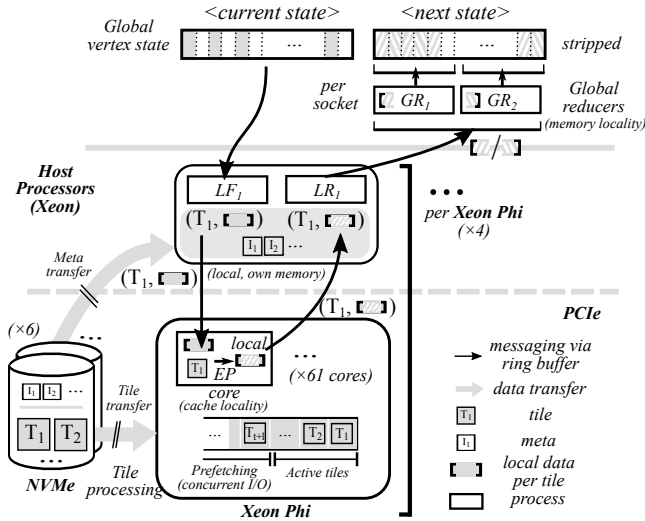 <current state>
<next state>
Global
vertex state
...
...
stripped
per
socket
GR1
GR2
Global
reducers
(memory locality)
[ / ]
Host
Processors
(Xeon)
LF1
LR1
(T1, [ ])
(T1, [ ])
I1 I2 ...
(local, own memory)
...
per Xeon Phi
(×4)
Meta
transfer
(T1, [ ])
(T1, [ ])
PCIe
(×6)
...
I1 I2 ...
T1 T2
...
NVMe
Tile
transfer
Tile
processing
local
T1
EP
core
(cache locality)
...
(×61 cores)
... Tt+1 ... T2 T1
Prefetching
(concurrent I/O)
Active tiles
Xeon Phi
messaging via
ring buffer
data transfer
T1 tile
I1 meta
local data
per tile
process